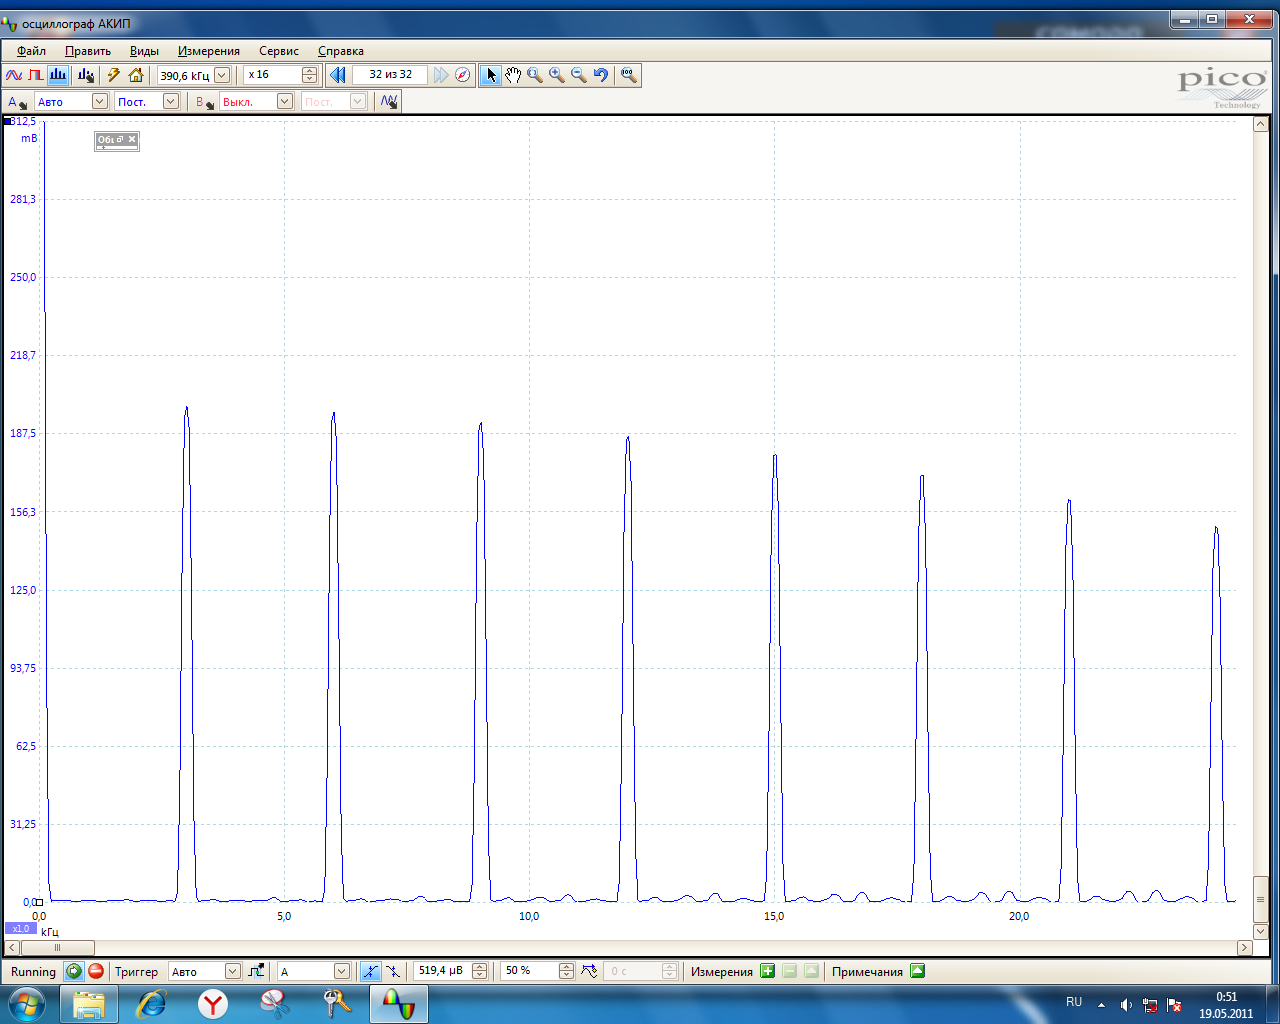 осциллограф АКИП
Файл Править Виды Измерения Сервис Справка
390,6 кГц x 16 32 из 32
pico
Technology
A Авто Пост. B Выкл. Пост.
312,5
мВ
281,3
250,0
218,7
187,5
156,3
125,0
93,75
62,5
31,25
0,0
0,0 5,0 10,0 15,0 20,0
x1,0 кГц
Running Триггер Авто A 519,4 µВ 50 % 0 с Измерения Примечания
RU 0:51
19.05.2011